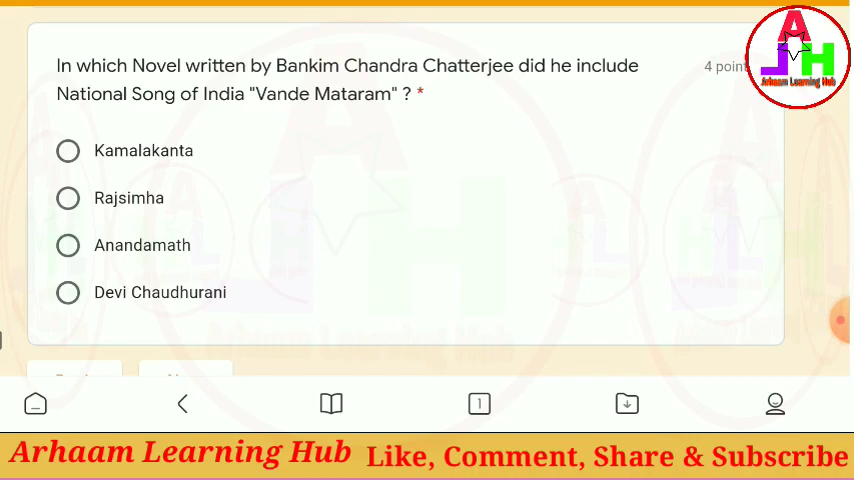 In which Novel written by Bankim Chandra Chatterjee did he include
4 point
National Song of India "Vande Mataram" ? *
Kamalakanta
Rajsimha
Anandamath
Devi Chaudhurani
A
L H
Arhaam Learning Hub
1
Arhaam Learning Hub Like, Comment, Share & Subscribe